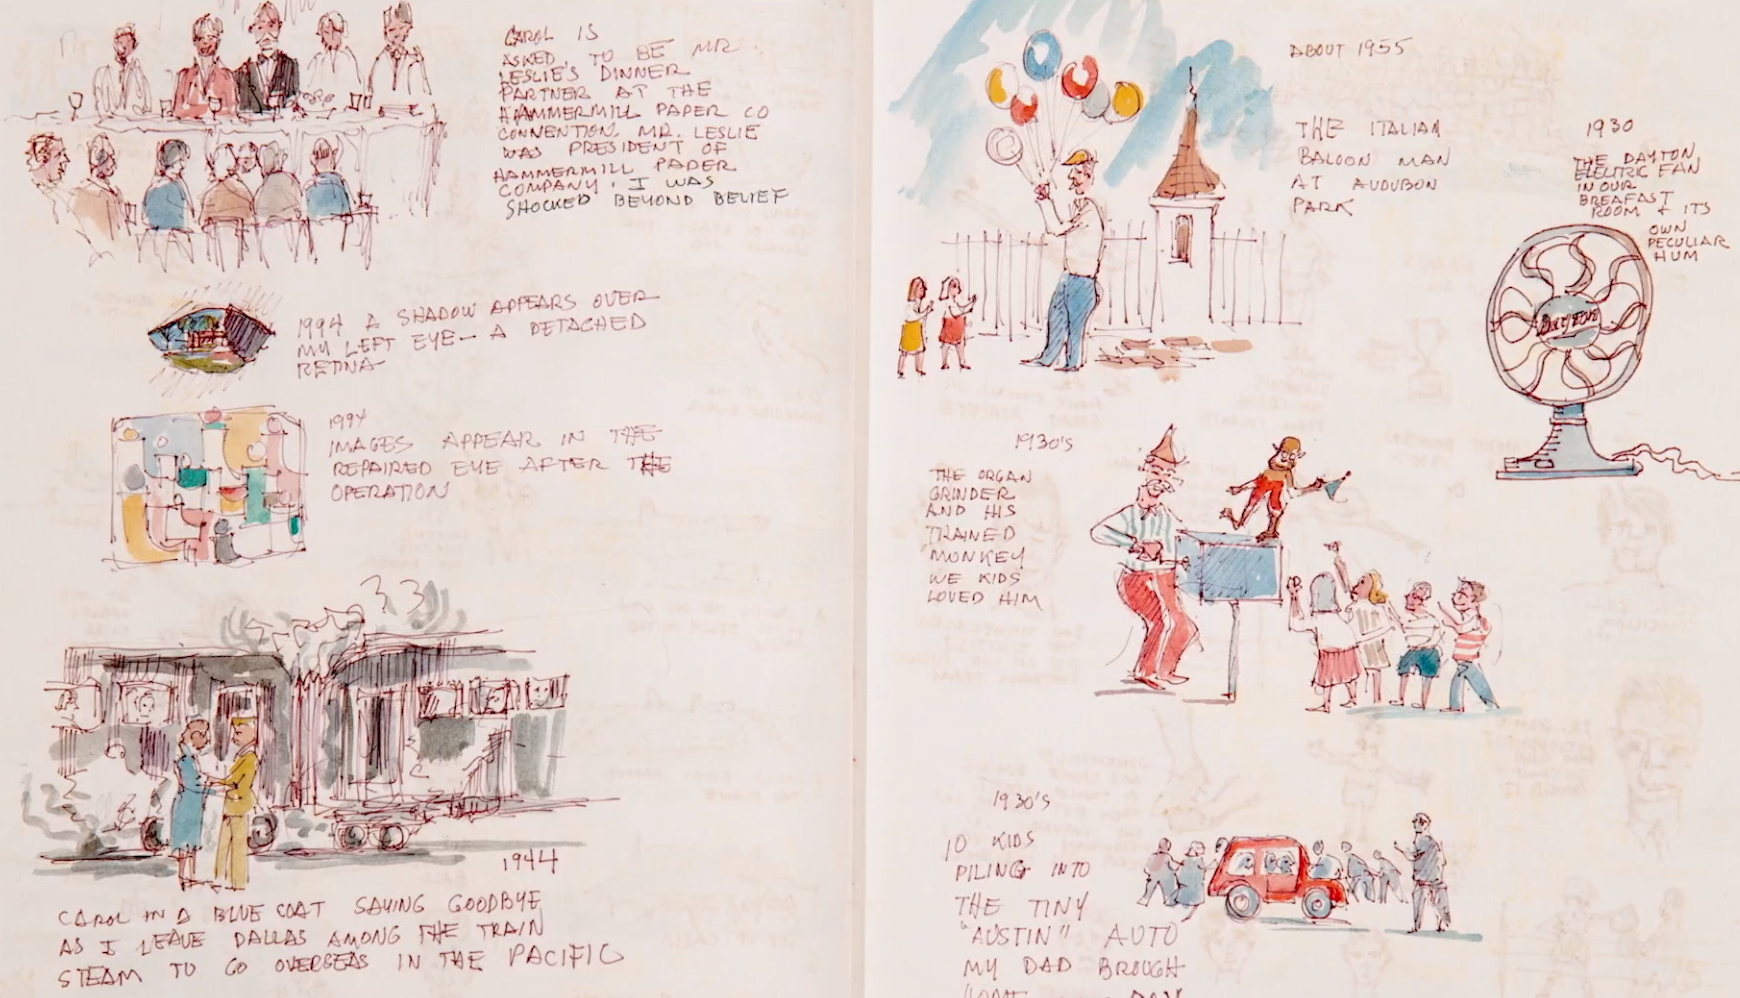 CAROL IS
ASKED TO BE MR
LESLIE'S DINNER
PARTNER AT THE
HAMMERMILL PAPER CO
CONVENTION, MR. LESLIE
WAS PRESIDENT OF
HAMMERMILL PAPER
COMPANY. I WAS
SHOCKED BEYOND BELIEF
1994 A SHADOW APPEARS OVER
MY LEFT EYE – A DETACHED
RETINA
1994
IMAGES APPEAR IN THE
REPAIRED EYE AFTER THE
OPERATION
1944
CAROL IN A BLUE COAT SAYING GOODBYE
AS I LEAVE DALLAS AMONG THE TRAIN
STEAM TO GO OVERSEAS IN THE PACIFIC
ABOUT 1955
THE ITALIAN
BALOON MAN
AT AUDUBON
PARK
1930
THE DAYTON
ELECTRIC FAN
IN OUR
BREAFAST
ROOM + ITS
OWN
PECULIAR
HUM
Dayton
1930'S
THE ORGAN
GRINDER
AND HIS
TRAINED
MONKEY
WE KIDS
LOVED HIM
1930'S
10 KIDS
PILING INTO
THE TINY
"AUSTIN" AUTO
MY DAD BROUGH
HOME DAY